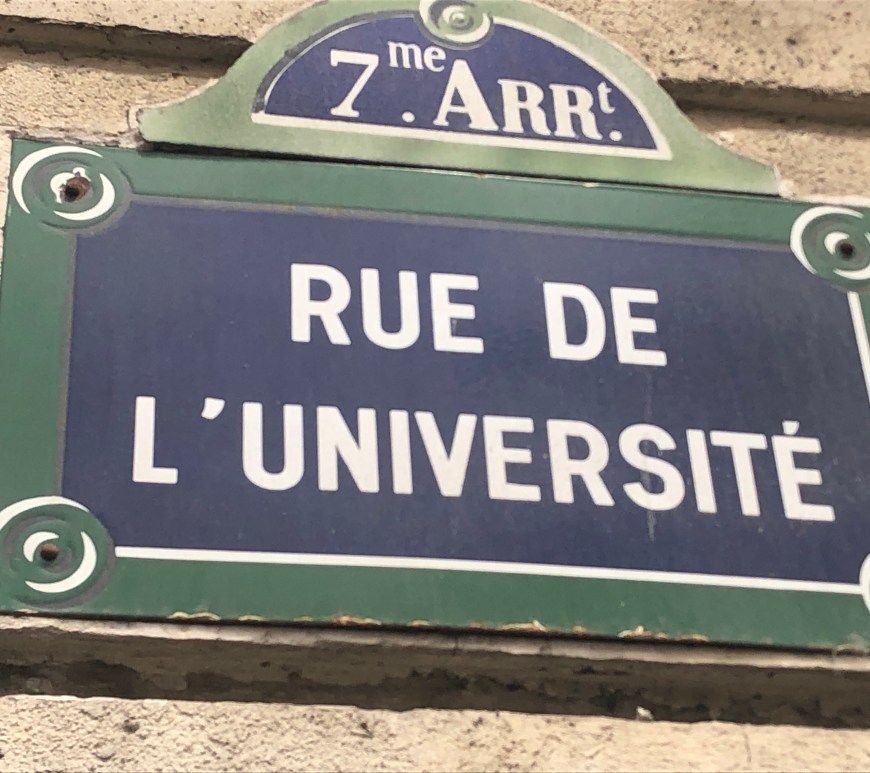 7me. ARRt.
RUE DE
L'UNIVERSITÉ